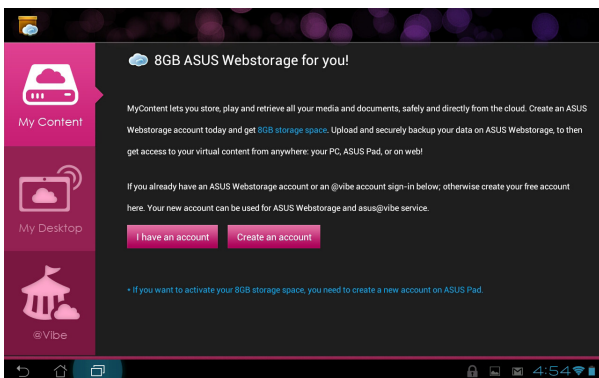 8GB ASUS Webstorage for you!
My Content
MyContent lets you store, play and retrieve all your media and documents, safely and directly from the cloud. Create an ASUS
Webstorage account today and get 8GB storage space. Upload and securely backup your data on ASUS Webstorage, to then
get access to your virtual content from anywhere: your PC, ASUS Pad, or on web!
If you already have an ASUS Webstorage account or an @vibe account sign-in below; otherwise create your free account
here. Your new account can be used for ASUS Webstorage and asus@vibe service.
My Desktop
I have an account
Create an account
* If you want to activate your 8GB storage space, you need to create a new account on ASUS Pad.
@Vibe
4:54